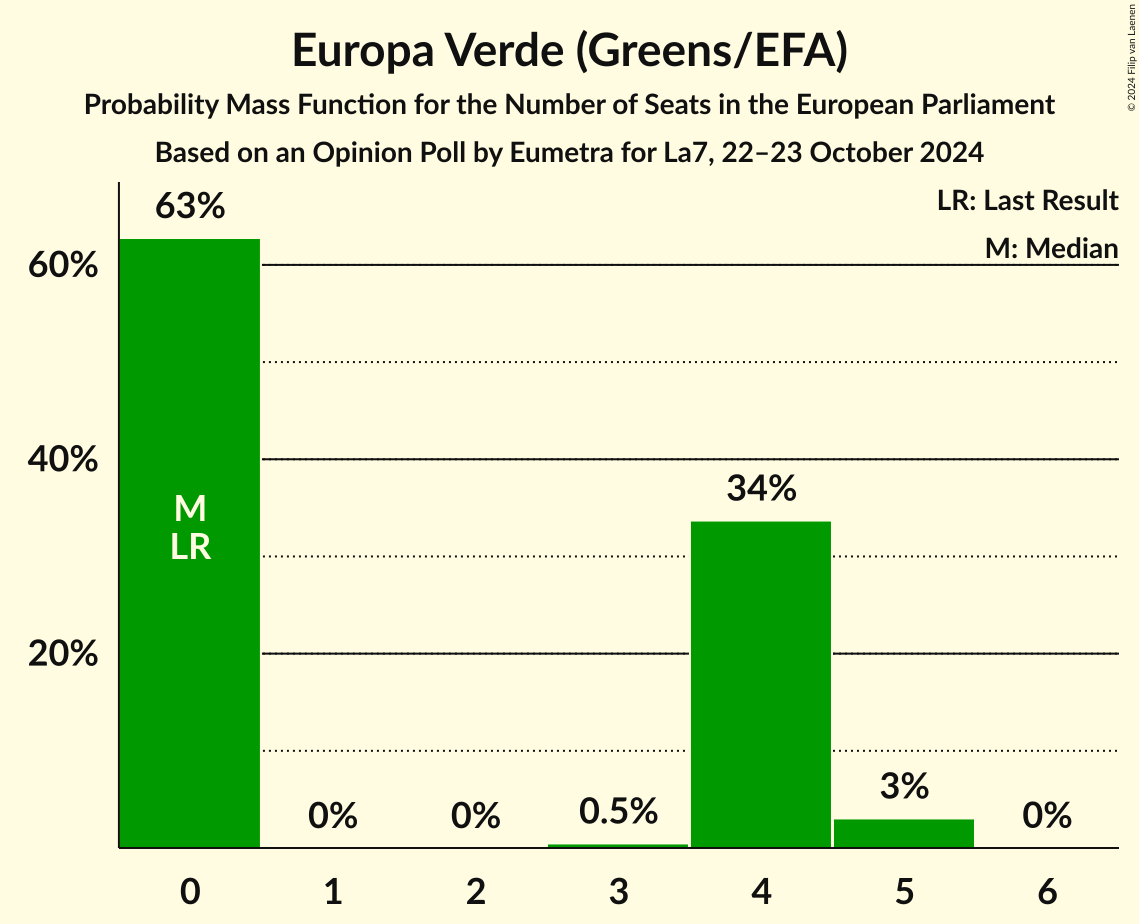 Europa Verde (Greens/EFA)
Probability Mass Function for the Number of Seats in the European Parliament
Based on an Opinion Poll by Eumetra for La7, 22–23 October 2024
© 2024 Filip van Laenen
LR: Last Result
M: Median
63%
60%
40%
20%
M
LR
0%
0%
0.5%
34%
3%
0%
0
1
2
3
4
5
6